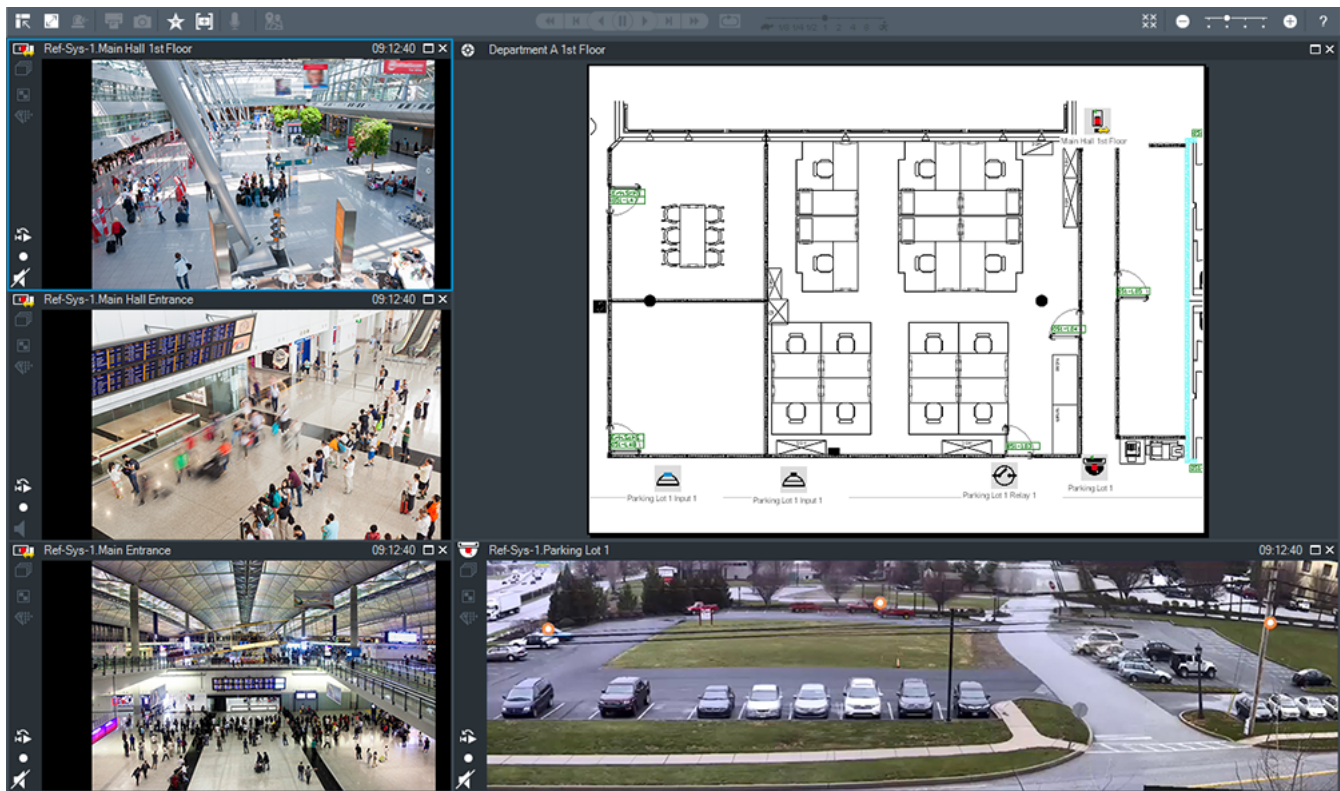 ?
Ref-Sys-1.Main Hall 1st Floor 09:12:40
Department A 1st Floor
Main Hall 1st Floor
Ref-Sys-1.Main Hall Entrance 09:12:40
Parking Lot 1 Input 1
Parking Lot 1 Input 1
Parking Lot 1 Relay 1
Parking Lot 1
Ref-Sys-1.Main Entrance 09:12:40
Ref-Sys-1.Parking Lot 1 09:12:40